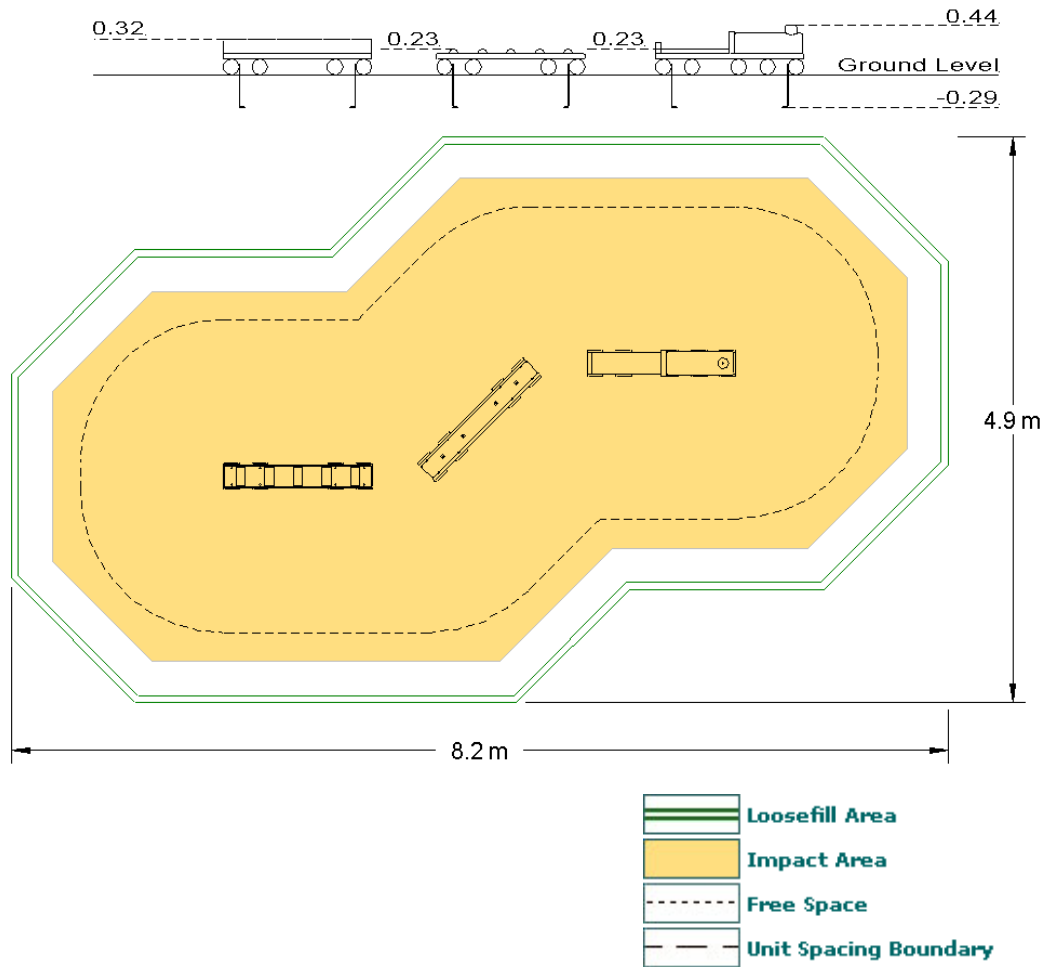 0.32
0.23
0.23
0.44
Ground Level
-0.29
4.9 m
8.2 m
Loosefill Area
Impact Area
Free Space
Unit Spacing Boundary